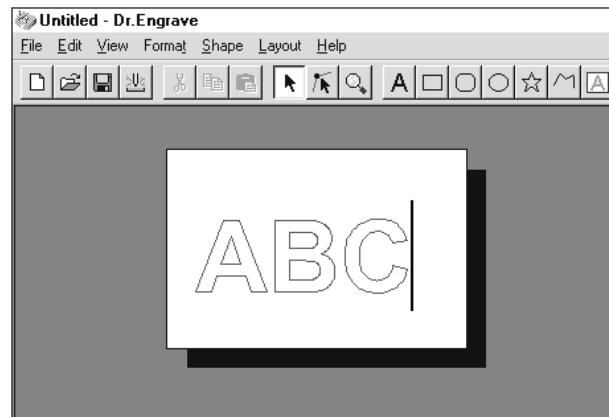 Untitled - Dr.Engrave
File Edit View Format Shape Layout Help
A A
ABC